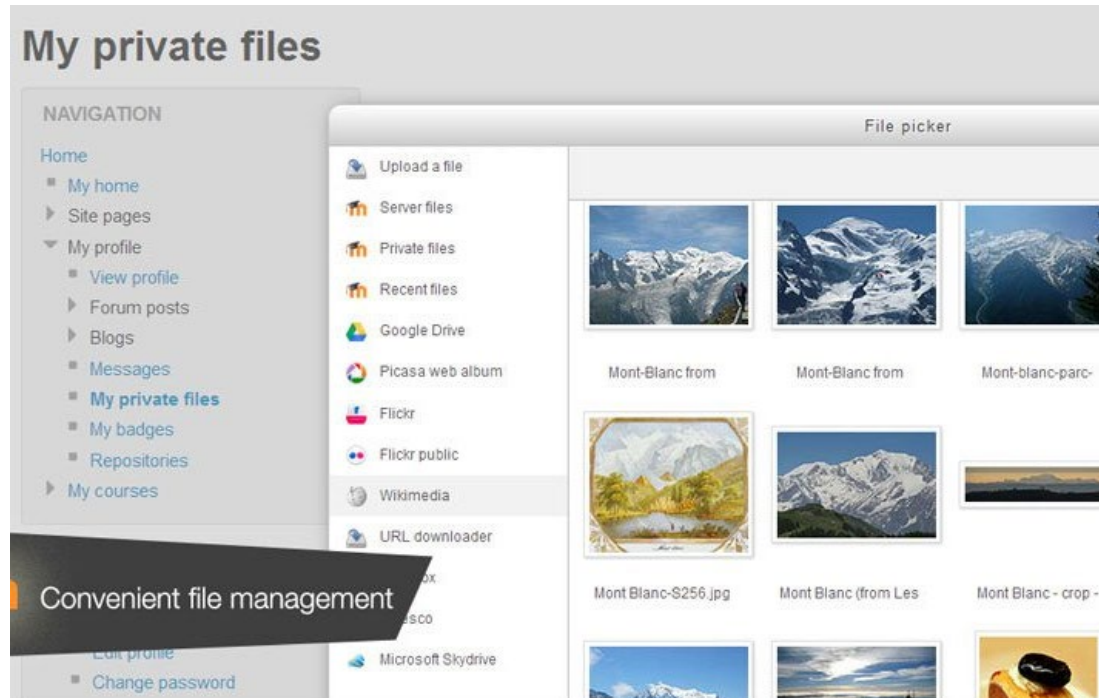 My private files
NAVIGATION
Home
My home
Site pages
My profile
View profile
Forum posts
Blogs
Messages
My private files
My badges
Repositories
My courses
Edit profile
Change password
Convenient file management
File picker
Upload a file
Server files
Private files
Recent files
Google Drive
Picasa web album
Flickr
Flickr public
Wikimedia
URL downloader
Microsoft Skydrive
Mont-Blanc from
Mont-Blanc from
Mont-blanc-parc-
Mont Blanc-S256.jpg
Mont Blanc (from Les
Mont Blanc - crop -